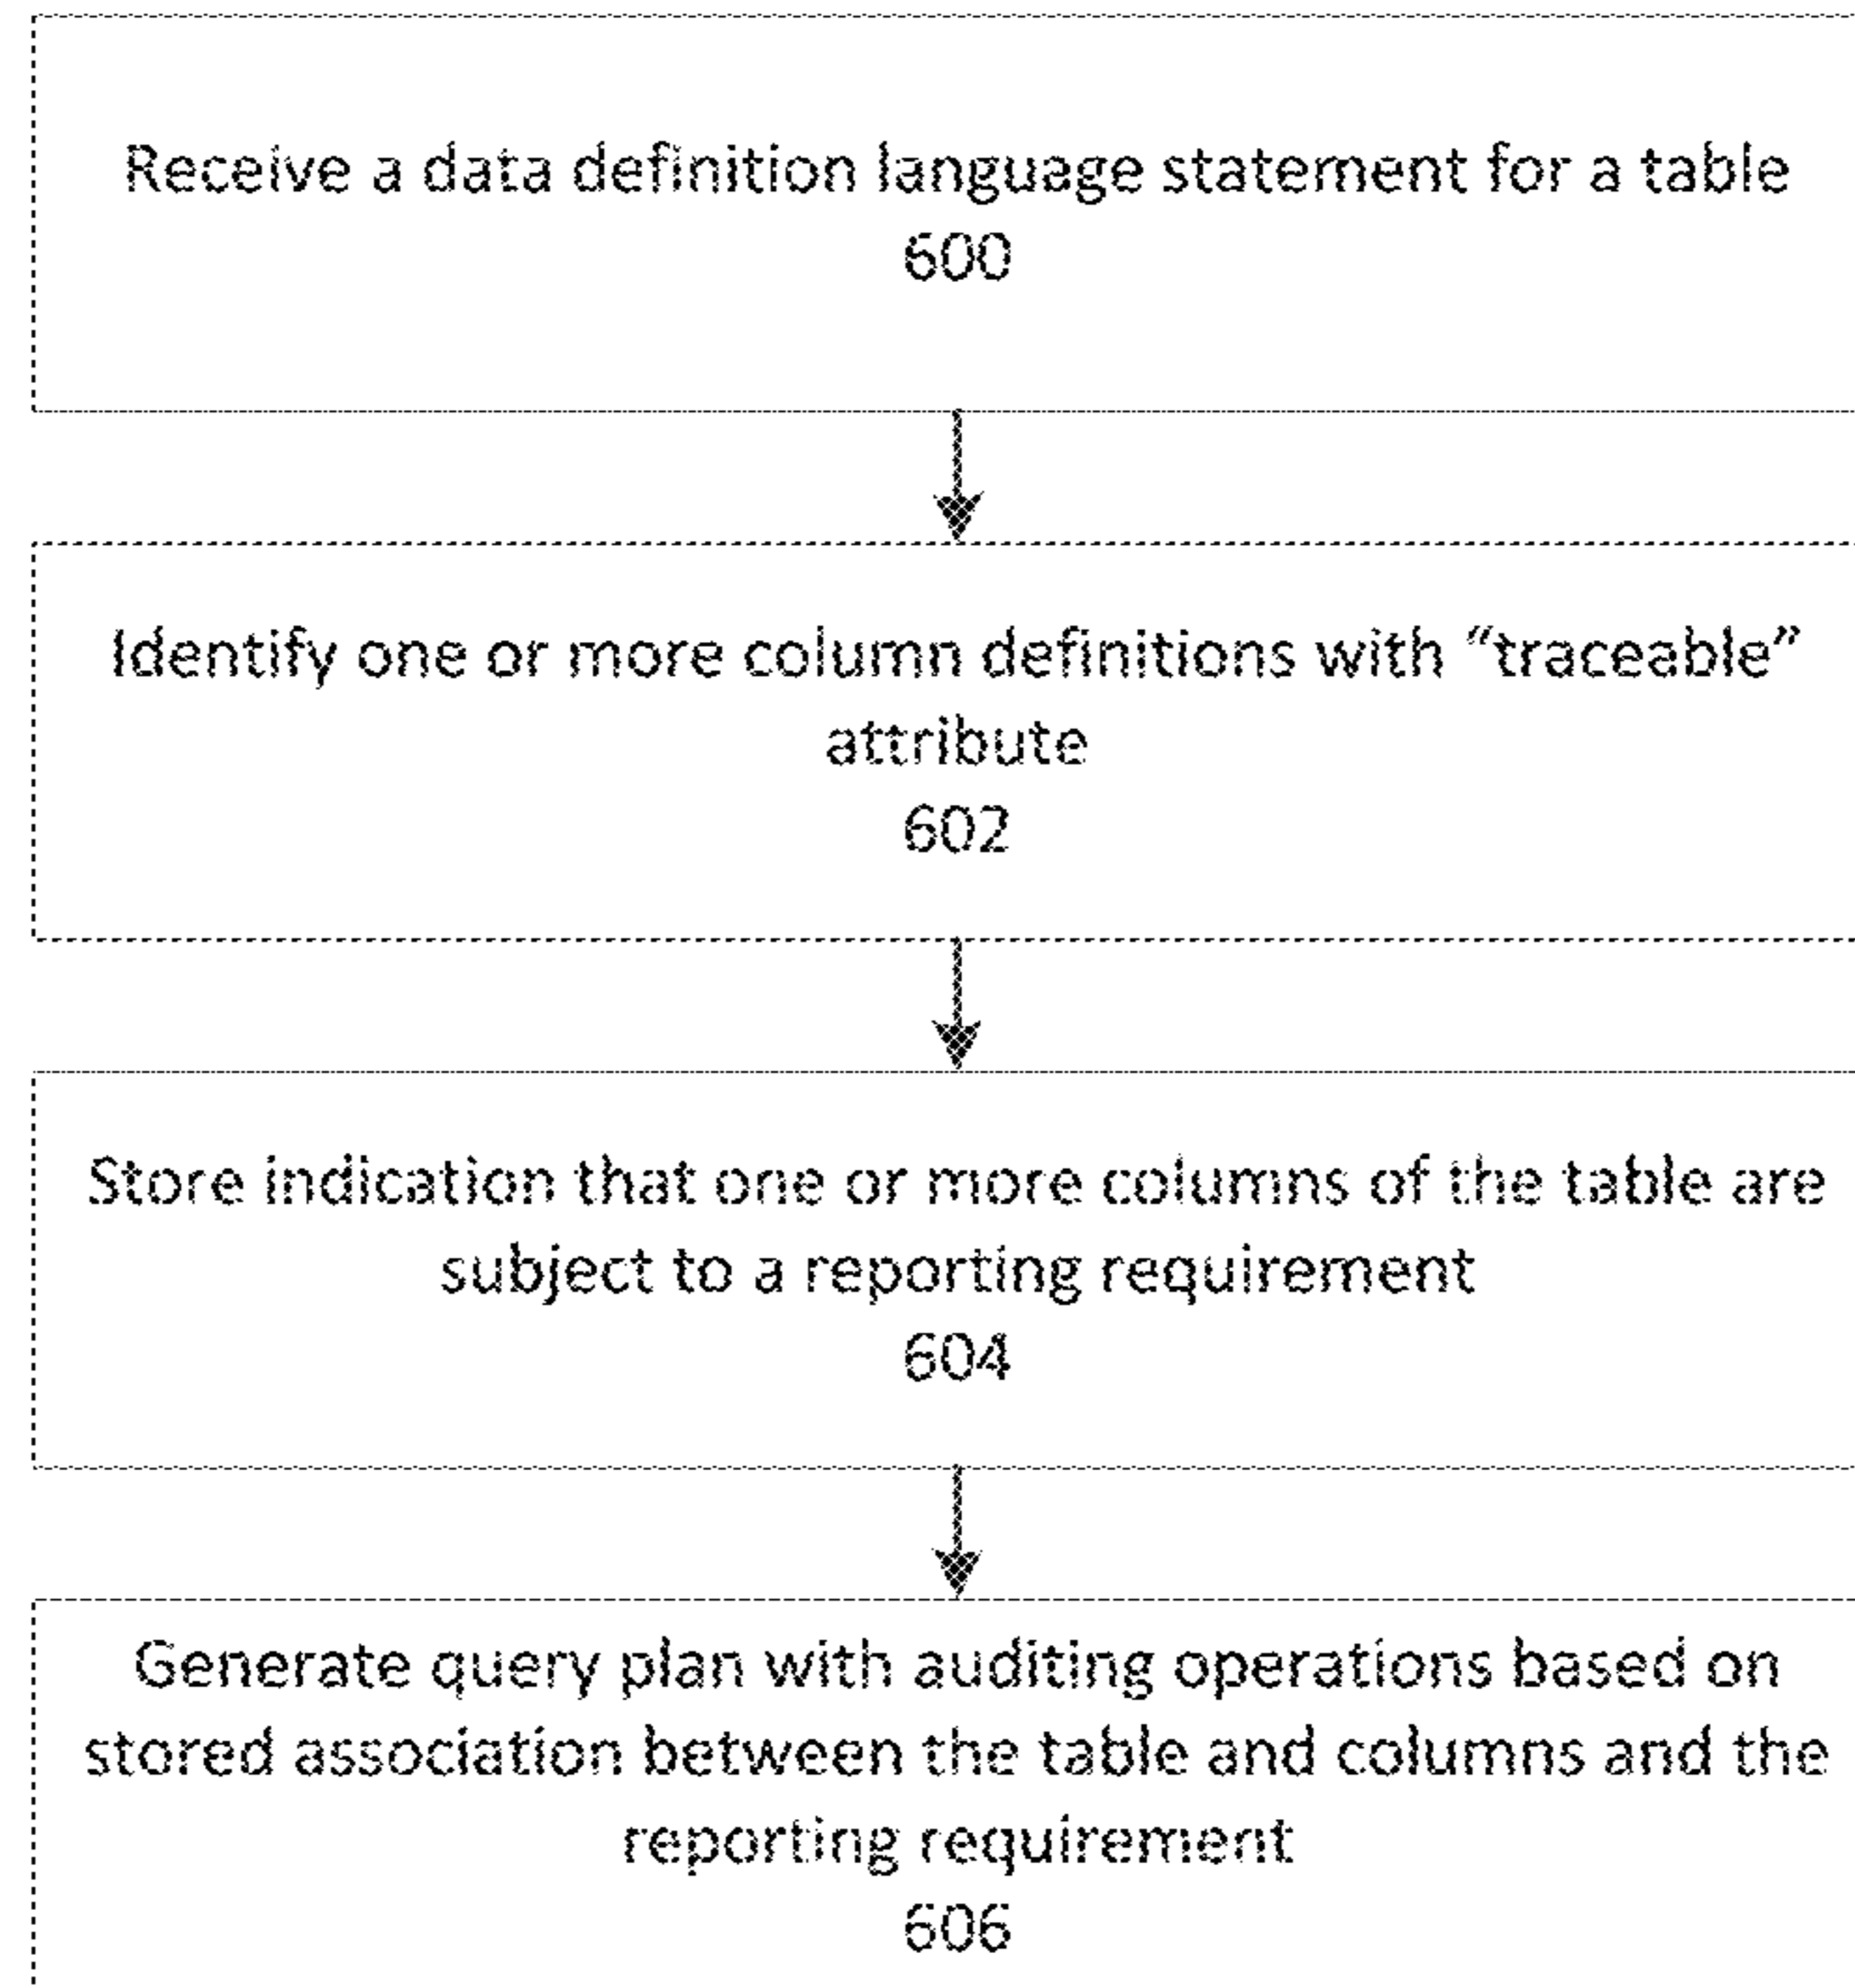 Receive a data definition language statement for a table
600
Identify one or more column definitions with “traceable”
attribute
602
Store indication that one or more columns of the table are
subject to a reporting requirement
604
Generate query plan with auditing operations based on
stored association between the table and columns and the
reporting requirement
606